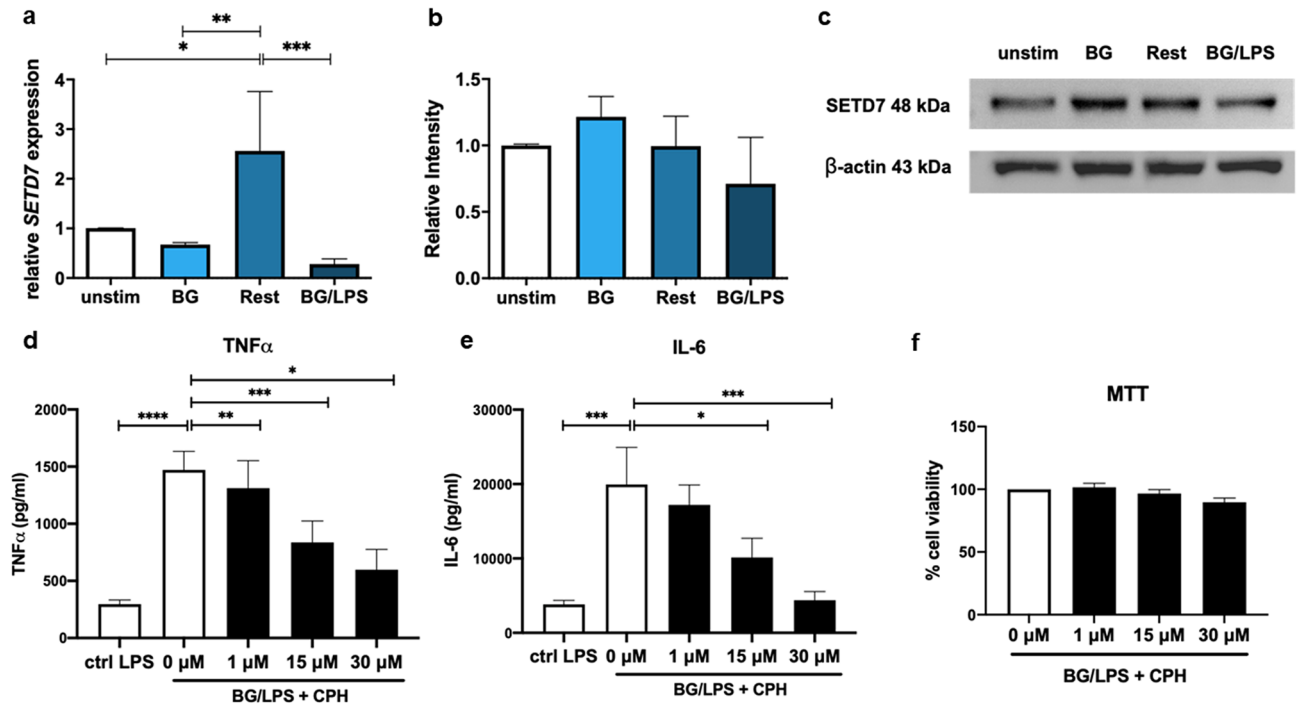 a
**
*
***
relative SETD7 expression
4
3
2
1
0
unstim BG Rest BG/LPS
b
Relative Intensity
1.5
1.0
0.5
0.0
unstim BG Rest BG/LPS
c
unstim BG Rest BG/LPS
SETD7 48 kDa
β-actin 43 kDa
d
TNFα
*
***
**** **
TNFα (pg/ml)
2000
1500
1000
500
0
ctrl LPS 0 μM 1 μM 15 μM 30 μM
BG/LPS + CPH
e
IL-6
***
*** *
IL-6 (pg/ml)
30000
20000
10000
0
ctrl LPS 0 μM 1 μM 15 μM 30 μM
BG/LPS + CPH
f
MTT
% cell viability
150
100
50
0
0 μM 1 μM 15 μM 30 μM
BG/LPS + CPH